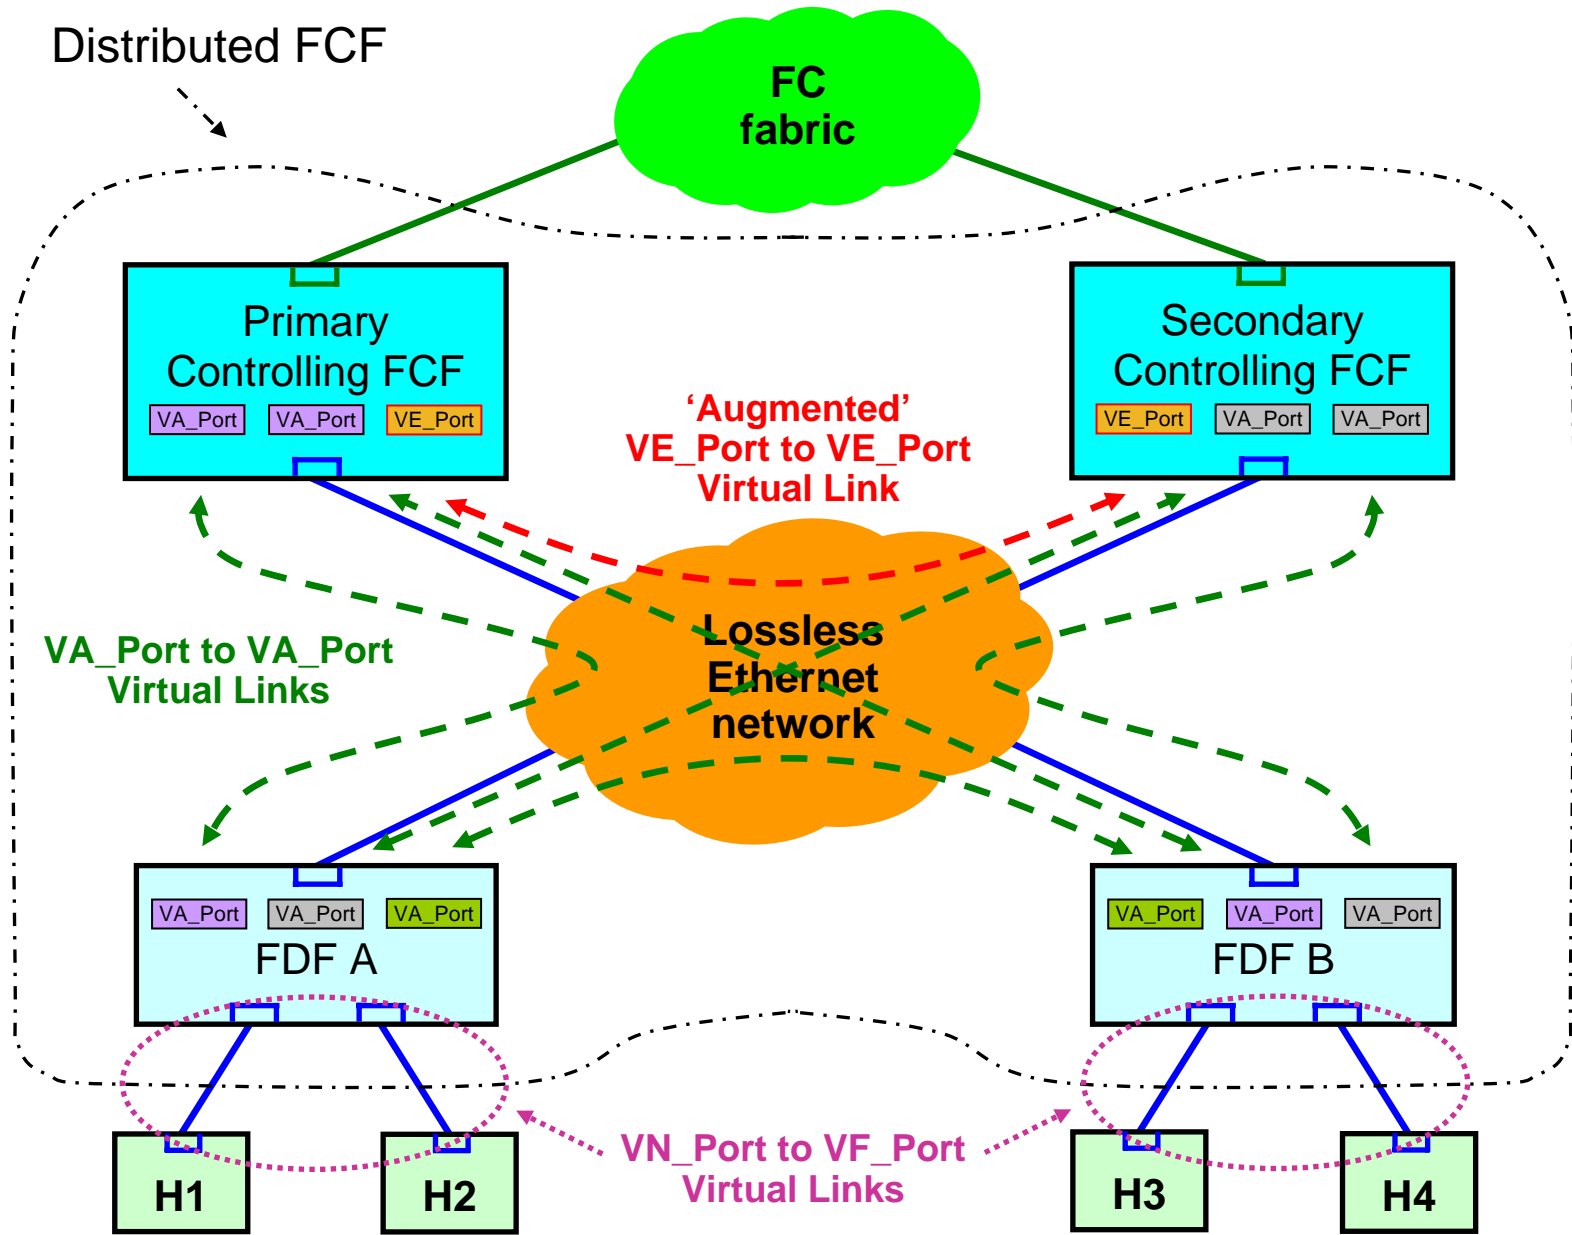 Distributed FCF
FC
fabric
Primary
Controlling FCF
VA_Port VA_Port VE_Port
Secondary
Controlling FCF
VE_Port VA_Port VA_Port
‘Augmented’
VE_Port to VE_Port
Virtual Link
VA_Port to VA_Port
Virtual Links
Lossless
Ethernet
network
VA_Port VA_Port VA_Port
FDF A
VA_Port VA_Port VA_Port
FDF B
VN_Port to VF_Port
Virtual Links
H1
H2
H3
H4